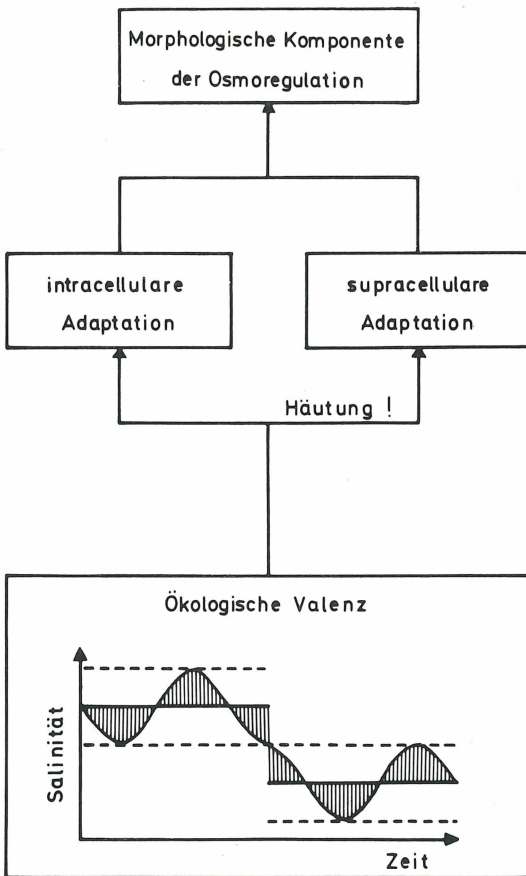 Morphologische Komponente
der Osmoregulation
intracellulare
Adaptation
supracellulare
Adaptation
Häutung !
Ökologische Valenz
Salinität
Zeit